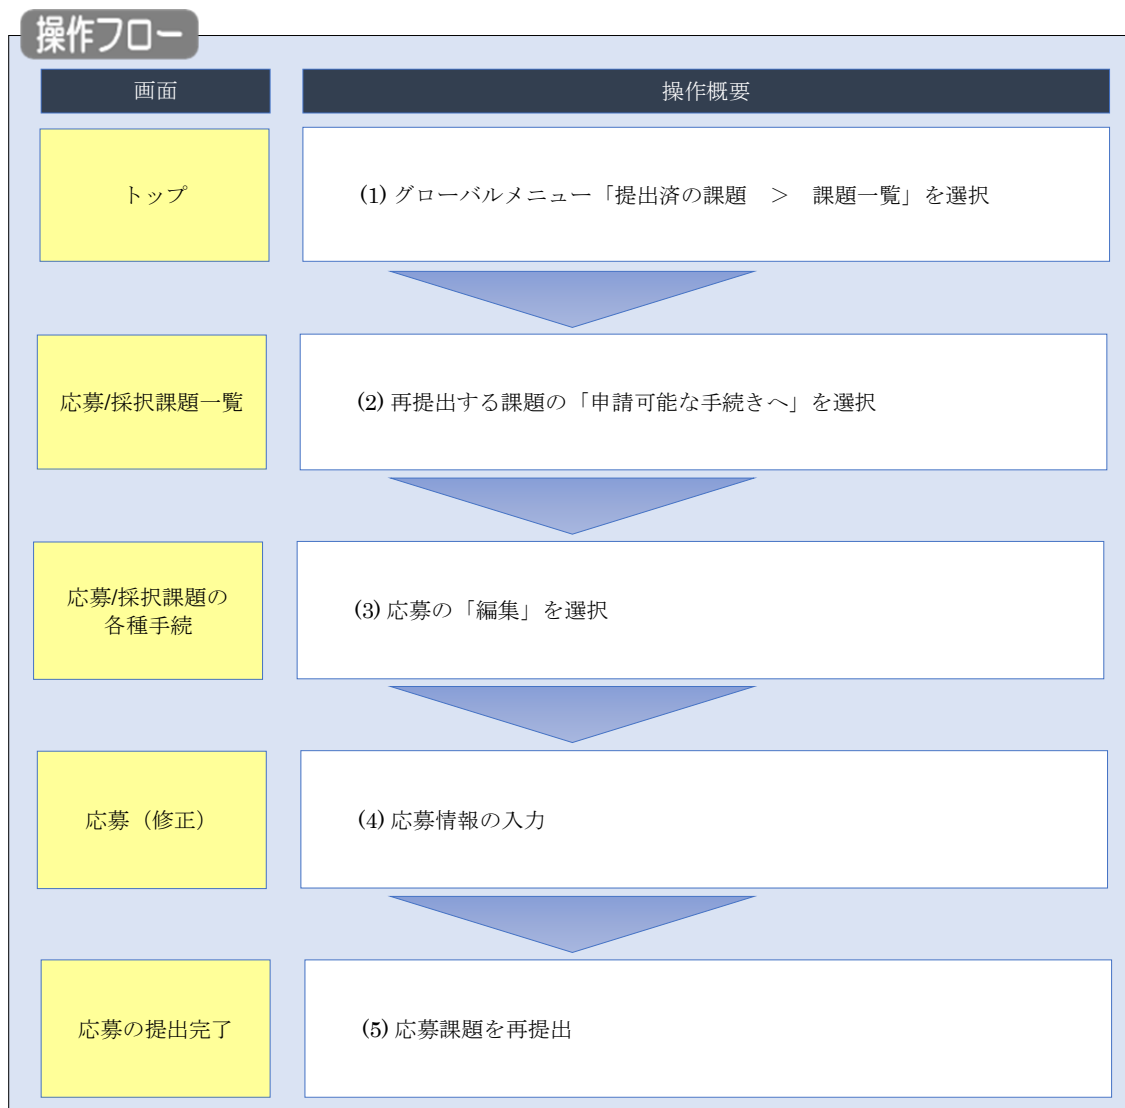 操作フロー
画面
操作概要
トップ
(1) グローバルメニュー「提出済の課題　＞　課題一覧」を選択
応募/採択課題一覧
(2) 再提出する課題の「申請可能な手続きへ」を選択
応募/採択課題の
各種手続
(3) 応募の「編集」を選択
応募（修正）
(4) 応募情報の入力
応募の提出完了
(5) 応募課題を再提出